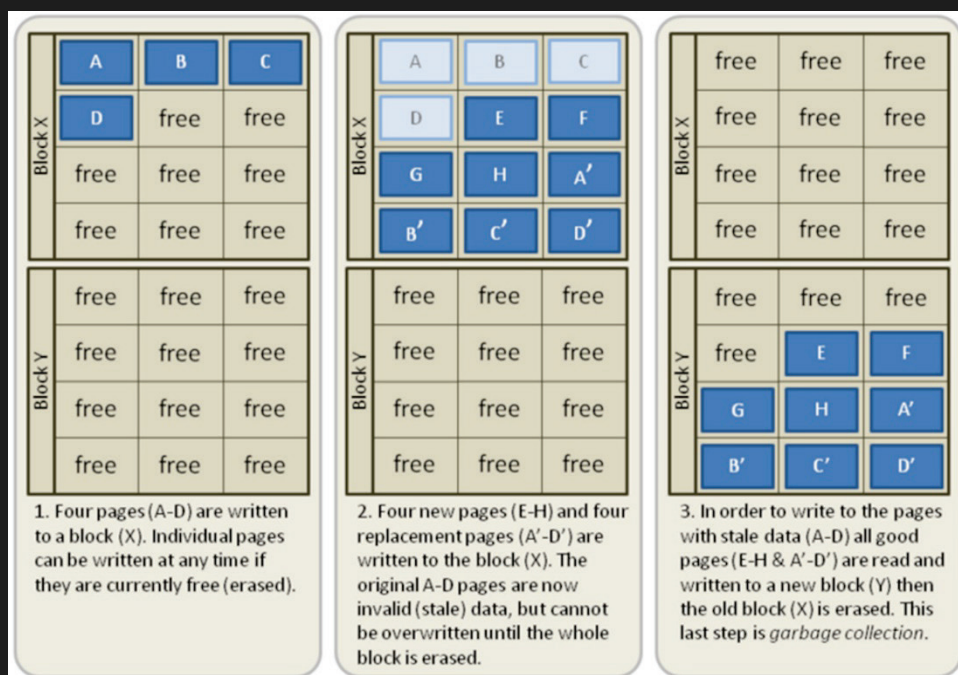 Block X
A B C
D free free
free free free
free free free
Block Y
free free free
free free free
free free free
free free free
1. Four pages (A-D) are written
to a block (X). Individual pages
can be written at any time if
they are currently free (erased).
Block X
A B C
D E F
G H A′
B′ C′ D′
Block Y
free free free
free free free
free free free
free free free
2. Four new pages (E-H) and four
replacement pages (A′-D′) are
written to the block (X). The
original A-D pages are now
invalid (stale) data, but cannot
be overwritten until the whole
block is erased.
Block X
free free free
free free free
free free free
free free free
Block Y
free free free
free E F
G H A′
B′ C′ D′
3. In order to write to the pages
with stale data (A-D) all good
pages (E-H & A′-D′) are read and
written to a new block (Y) then
the old block (X) is erased. This
last step is garbage collection.